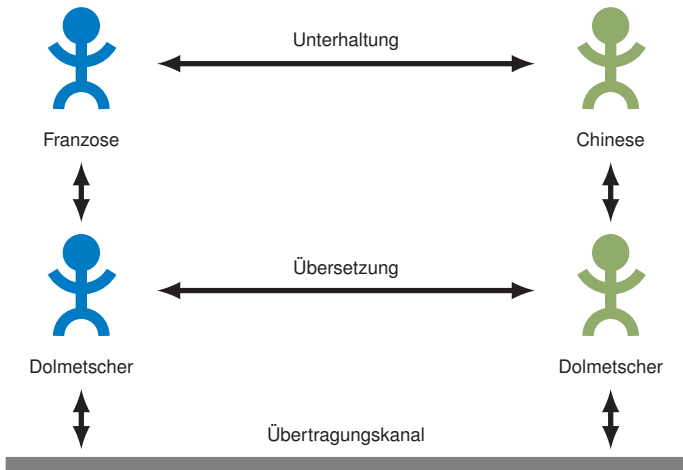 Unterhaltung
Franzose
Chinese
Übersetzung
Dolmetscher
Dolmetscher
Übertragungskanal